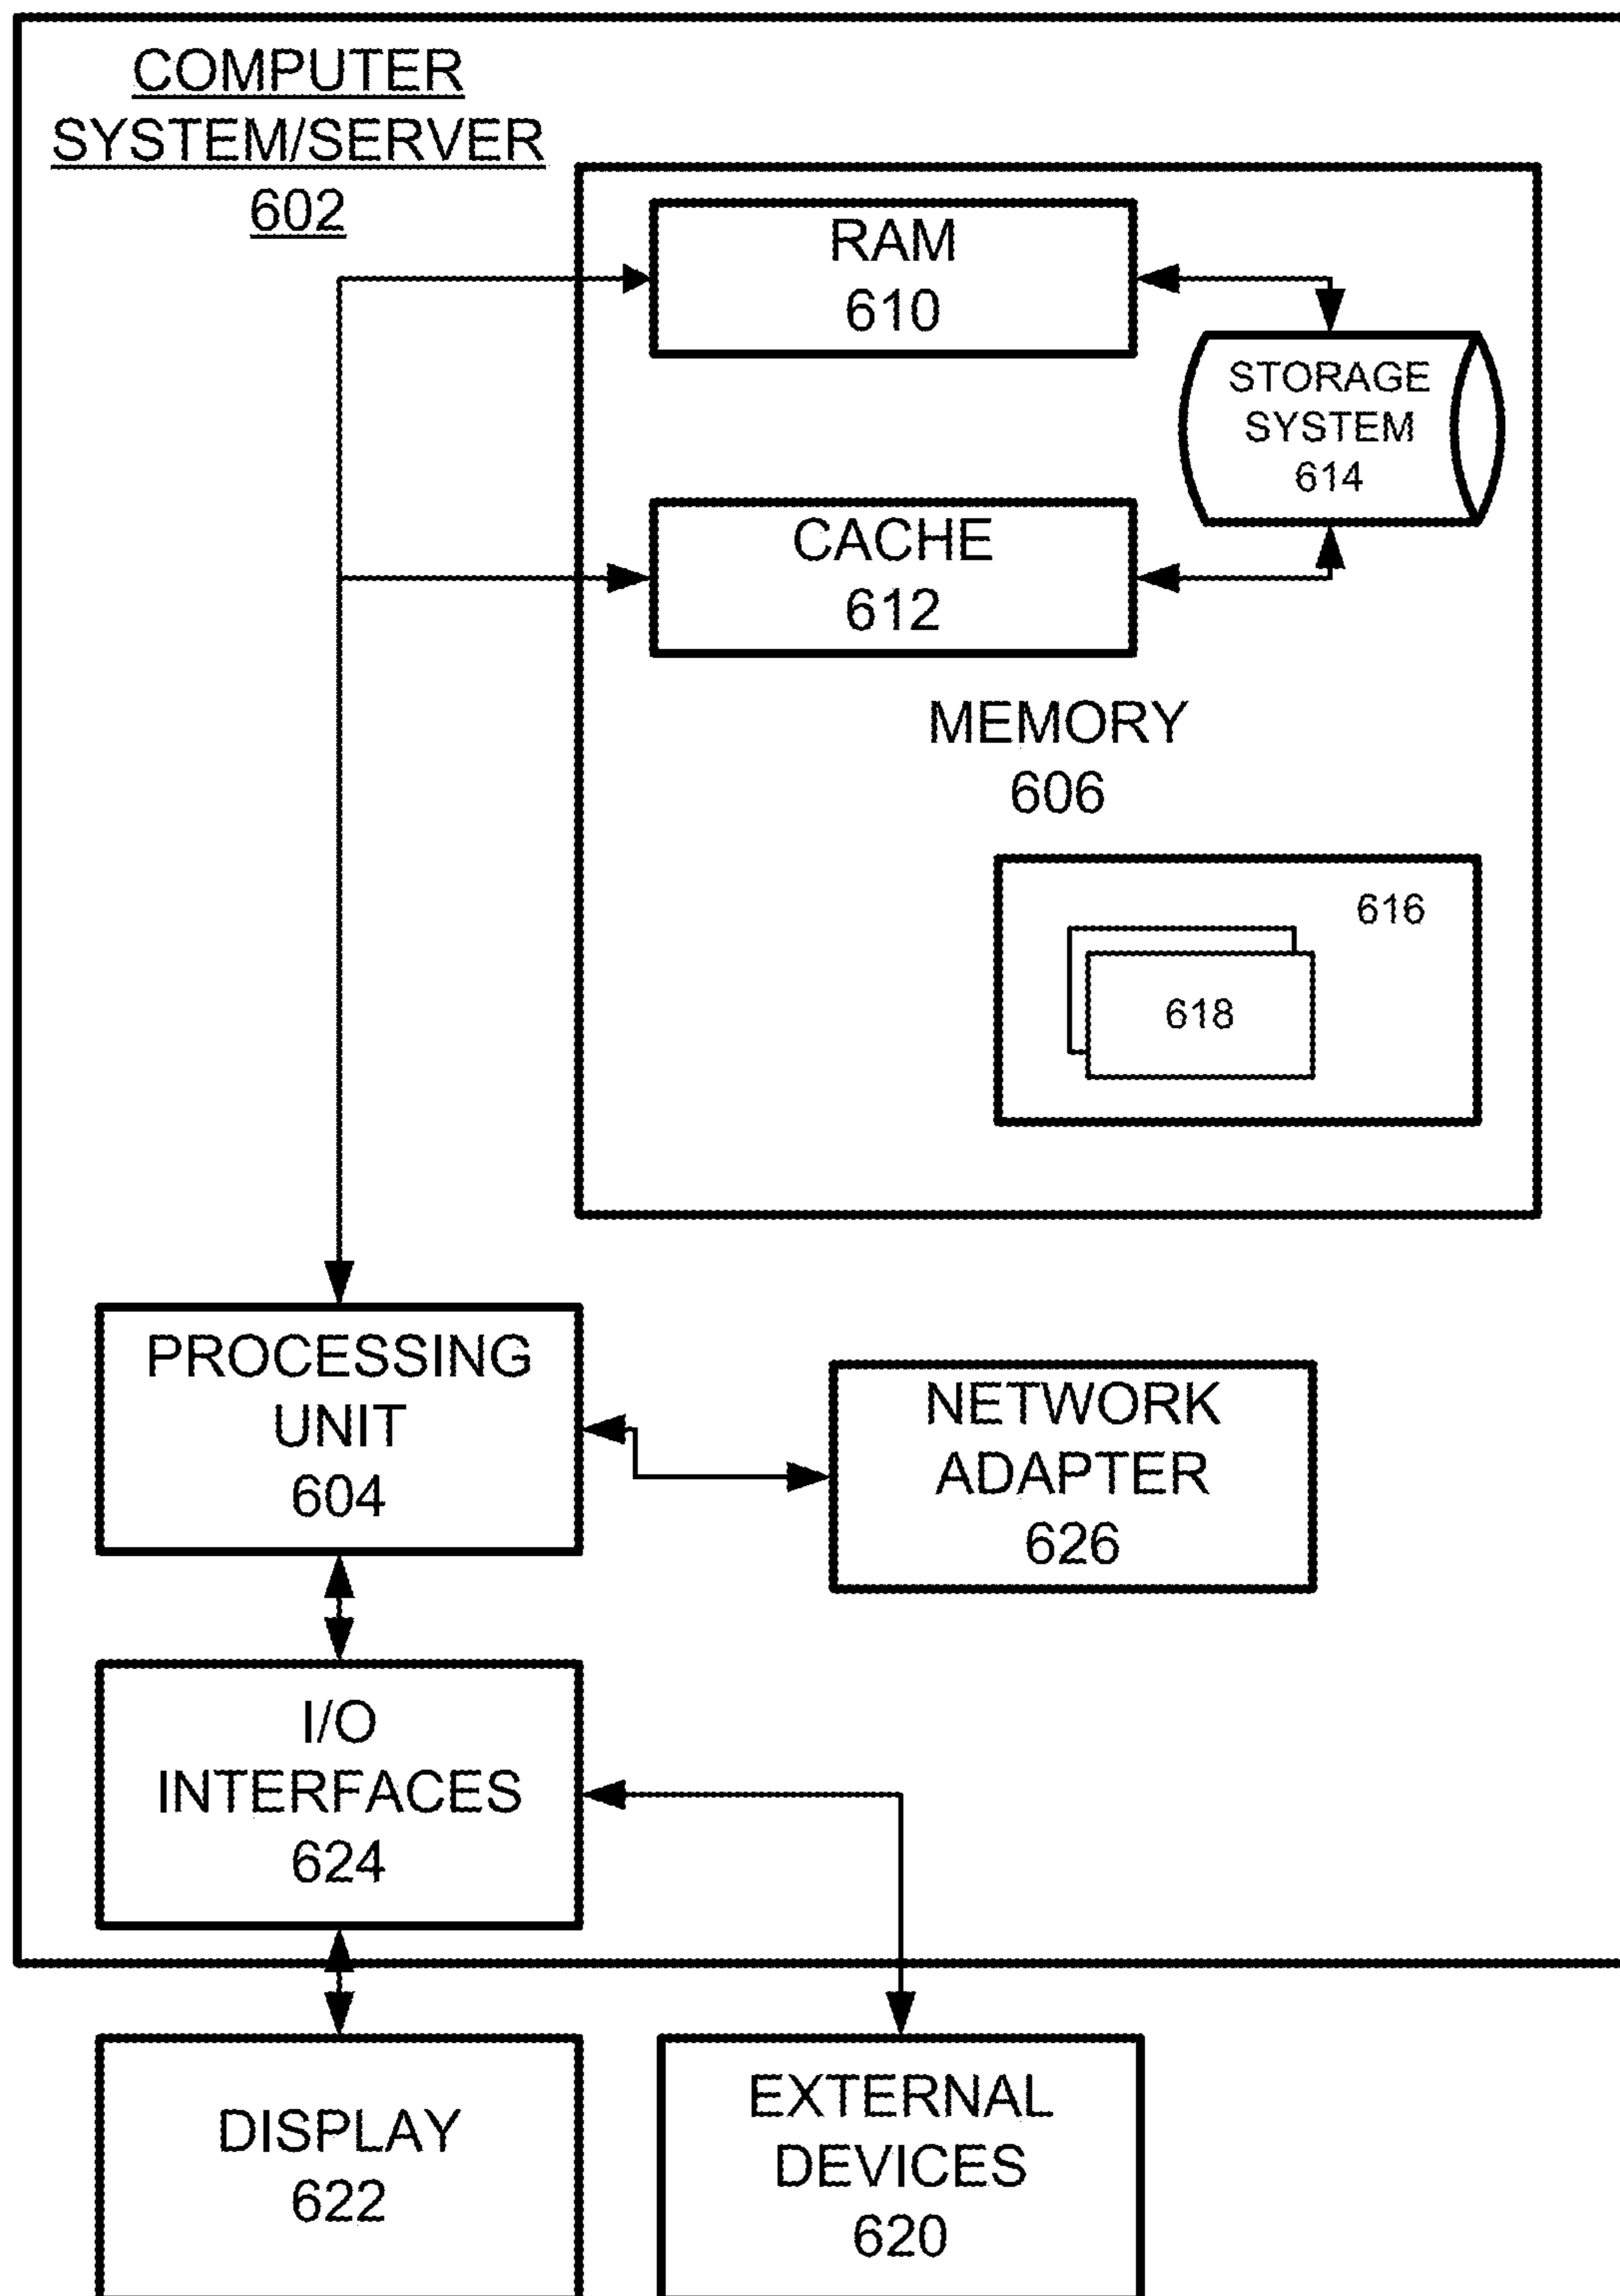 COMPUTER
SYSTEM/SERVER
602
RAM
610
STORAGE
SYSTEM
614
CACHE
612
MEMORY
606
616
618
PROCESSING
UNIT
604
NETWORK
ADAPTER
626
I/O
INTERFACES
624
DISPLAY
622
EXTERNAL
DEVICES
620